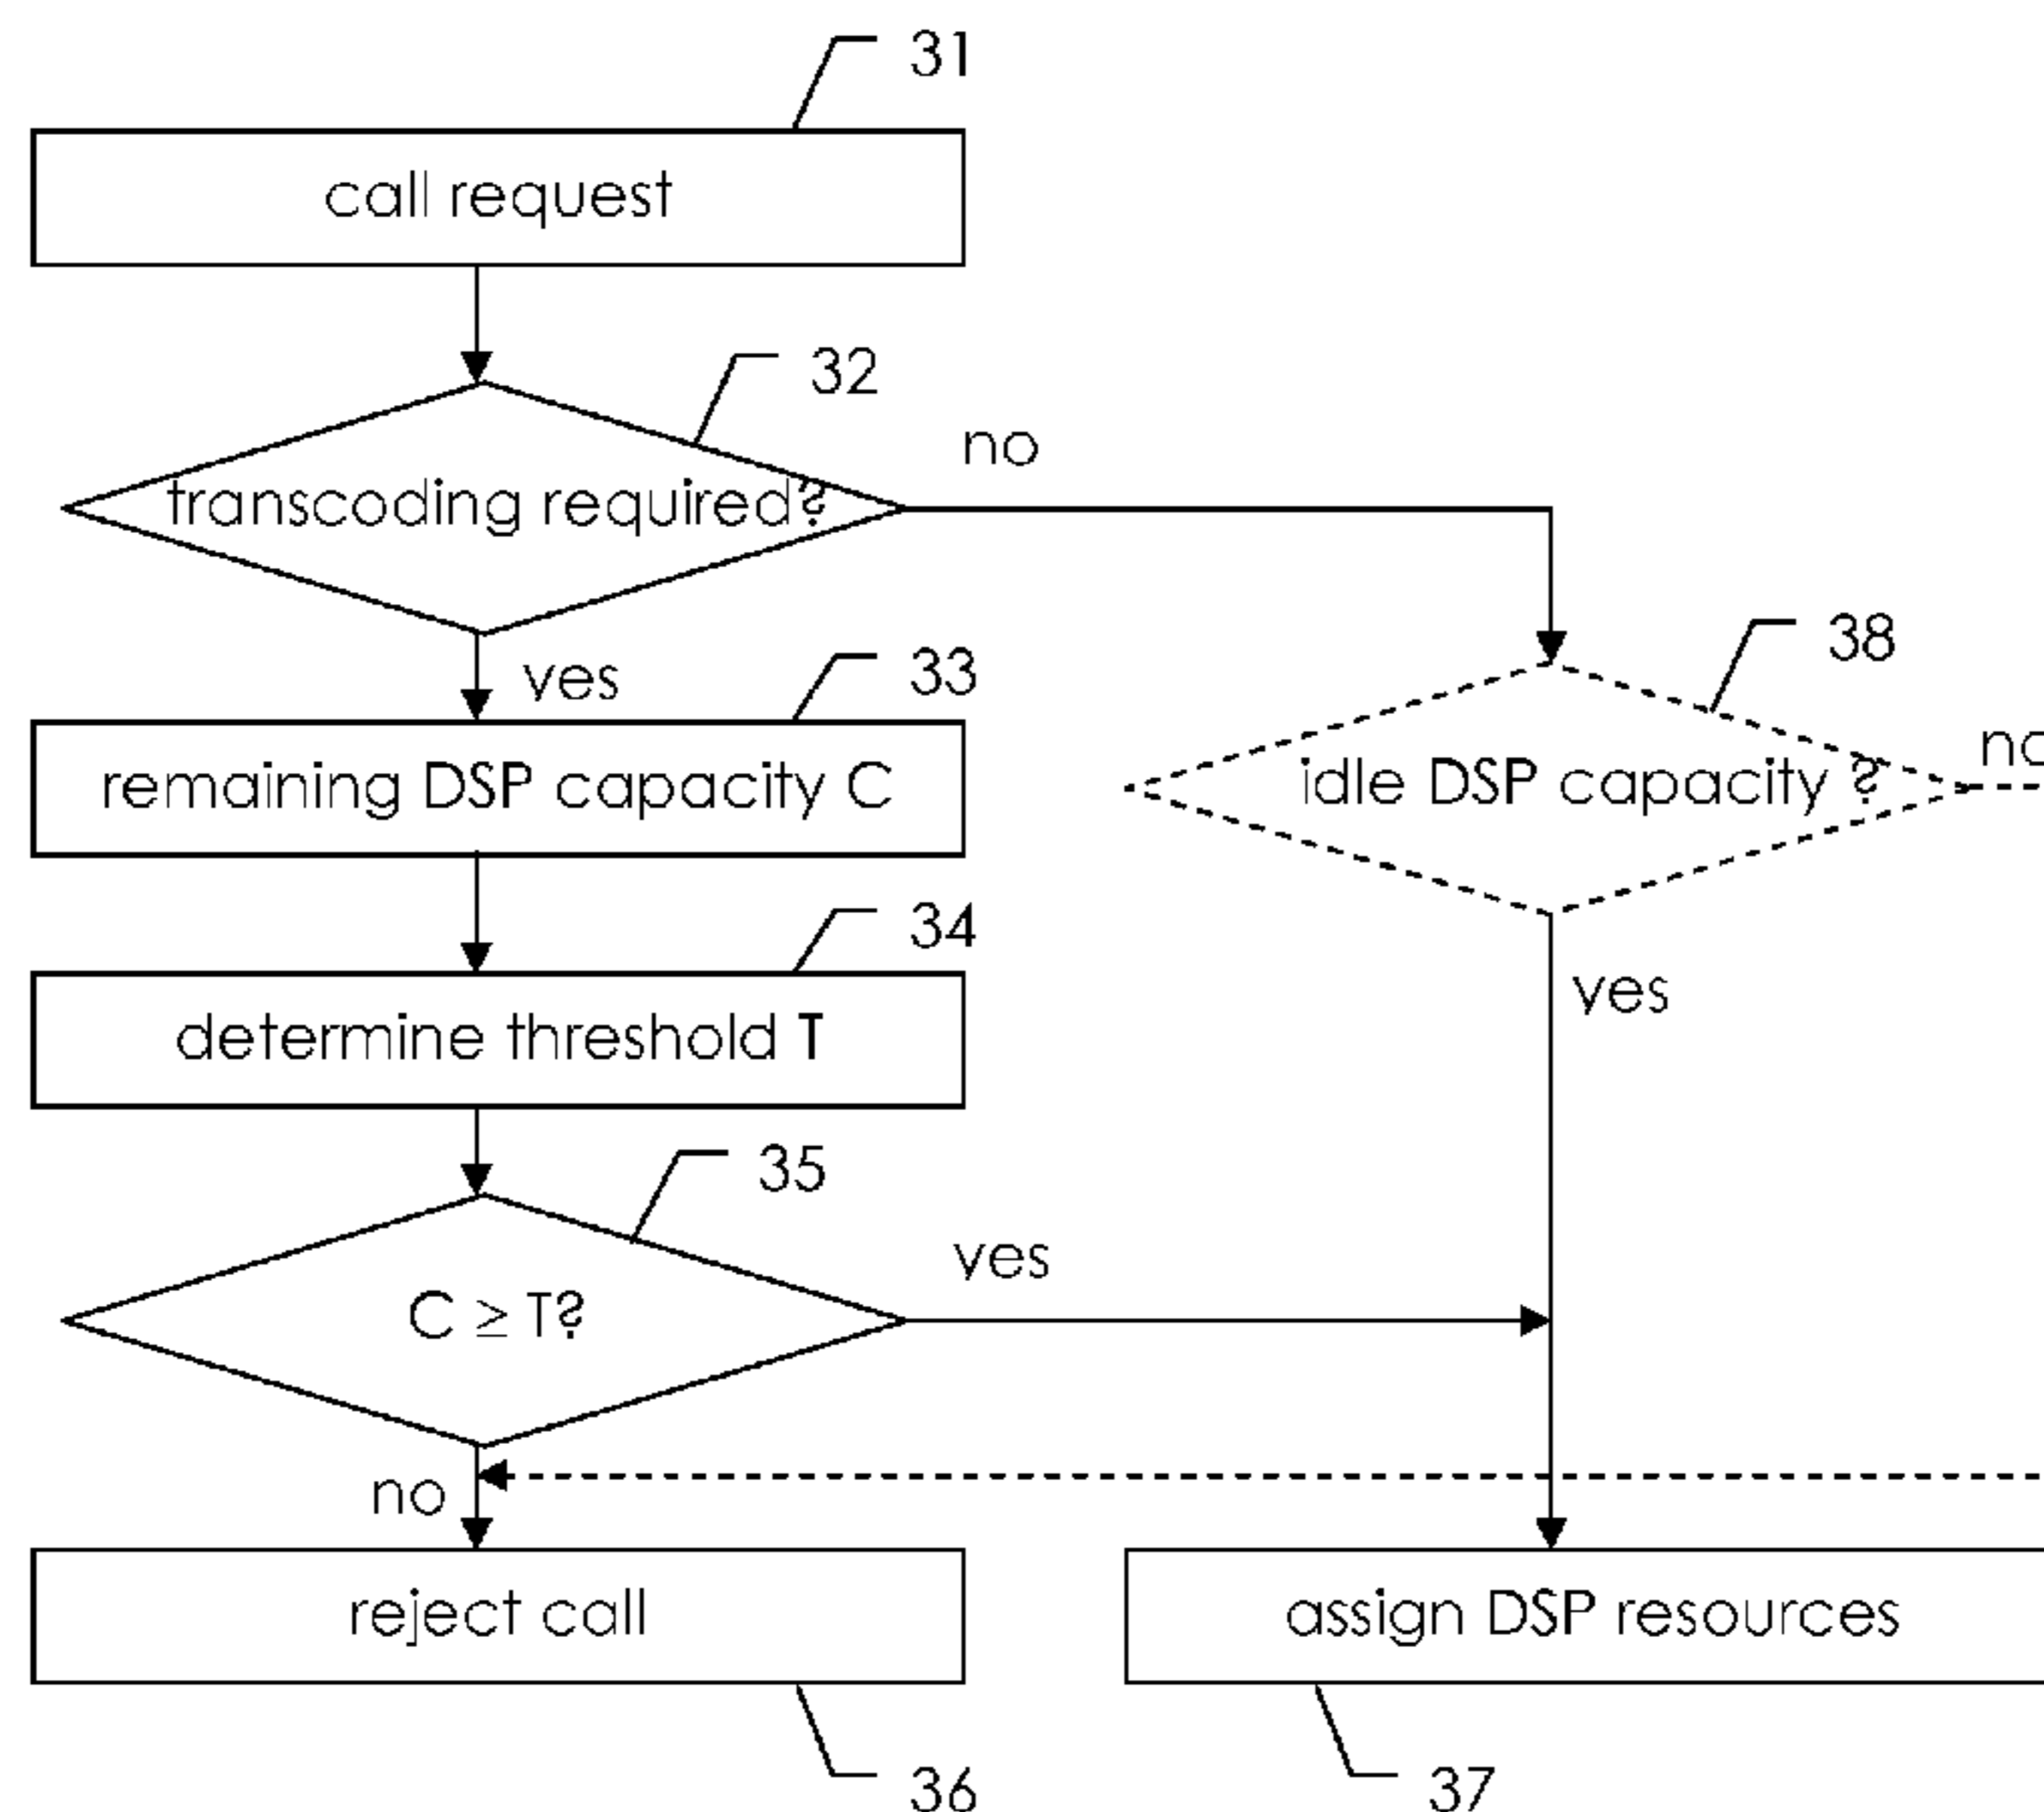 31
call request
32
no
transcoding required?
38
yes
33
no
remaining DSP capacity C
idle DSP capacity ?
34
yes
determine threshold T
35
yes
C ≥ T?
no
reject call
assign DSP resources
36
37